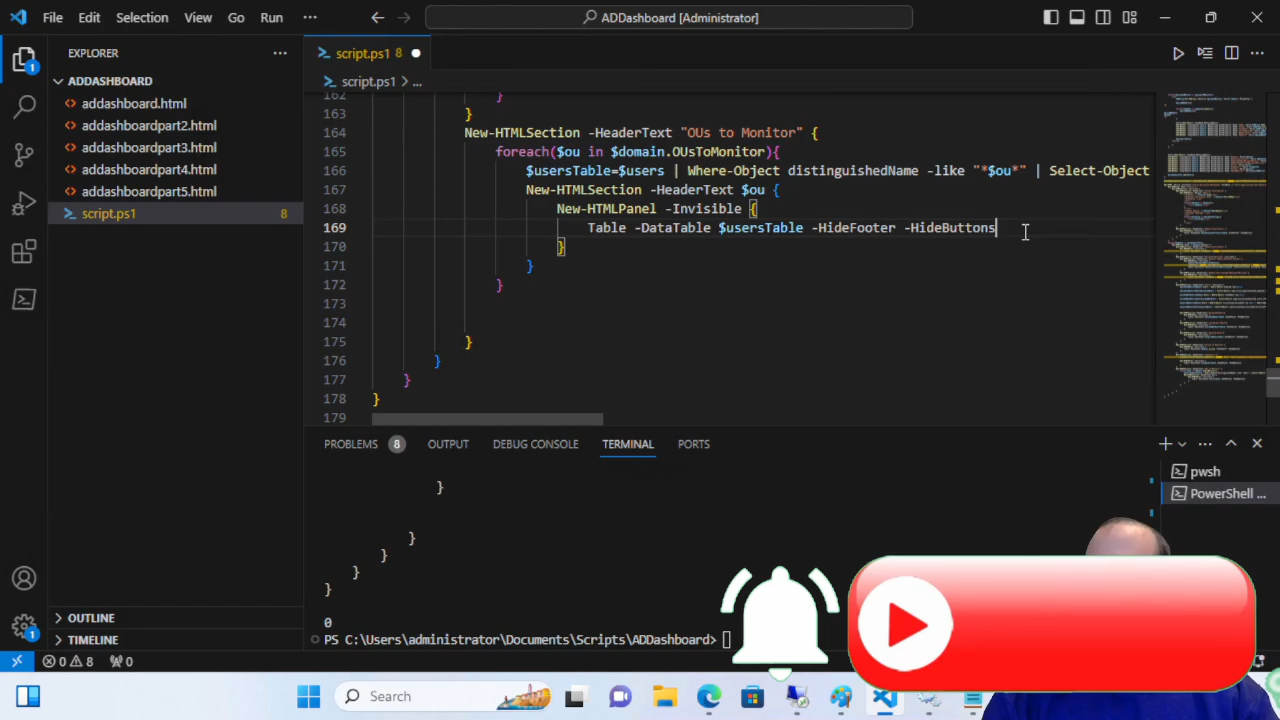 File Edit Selection View Go Run ··· ADDashboard [Administrator]
EXPLORER ···
ADDASHBOARD
addashboard.html
addashboardpart2.html
addashboardpart3.html
addashboardpart4.html
addashboardpart5.html
script.ps1 8
OUTLINE
TIMELINE
script.ps1 8
script.ps1 > ...
162 }
163 }
164 New-HTMLSection -HeaderText "OUs to Monitor" {
165 foreach($ou in $domain.OUsToMonitor){
166 $usersTable=$users | Where-Object distinguishedName -like "*$ou*" | Select-Object
167 New-HTMLSection -HeaderText $ou {
168 New-HTMLPanel -Invisible {
169 Table -DataTable $usersTable -HideFooter -HideButtons
170 }
171 }
172 }
173
174
175 }
176 }
177 }
178 }
179
PROBLEMS 8 OUTPUT DEBUG CONSOLE TERMINAL PORTS
}
}
}
}
}
0
PS C:\Users\administrator\Documents\Scripts\ADDashboard>
pwsh
PowerShell ...
1
1
0 8 0
Search